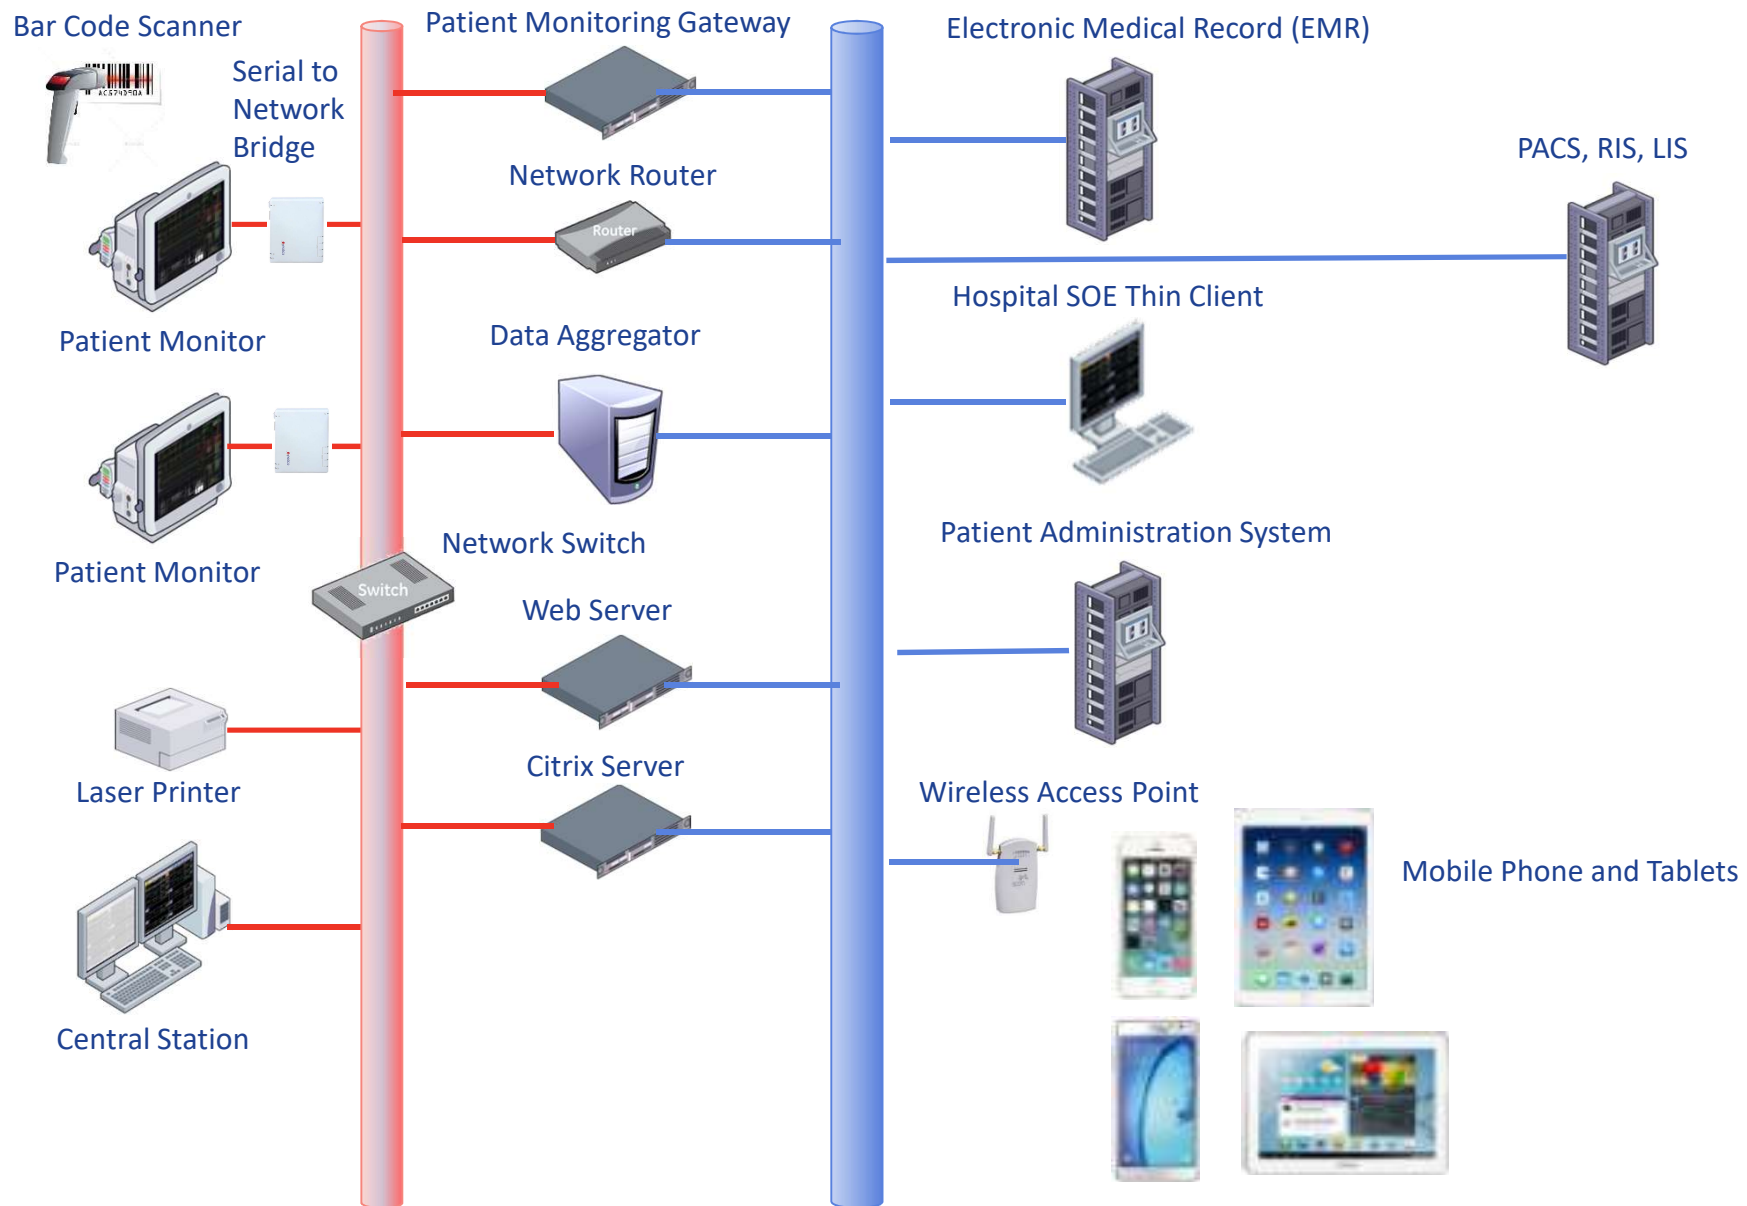 Bar Code Scanner
AC574D50A
Serial to
Network
Bridge
Patient Monitor
Patient Monitor
Laser Printer
Central Station
Patient Monitoring Gateway
Network Router
Router
Data Aggregator
Network Switch
Switch
Web Server
Citrix Server
Electronic Medical Record (EMR)
PACS, RIS, LIS
Hospital SOE Thin Client
Patient Administration System
Wireless Access Point
Mobile Phone and Tablets